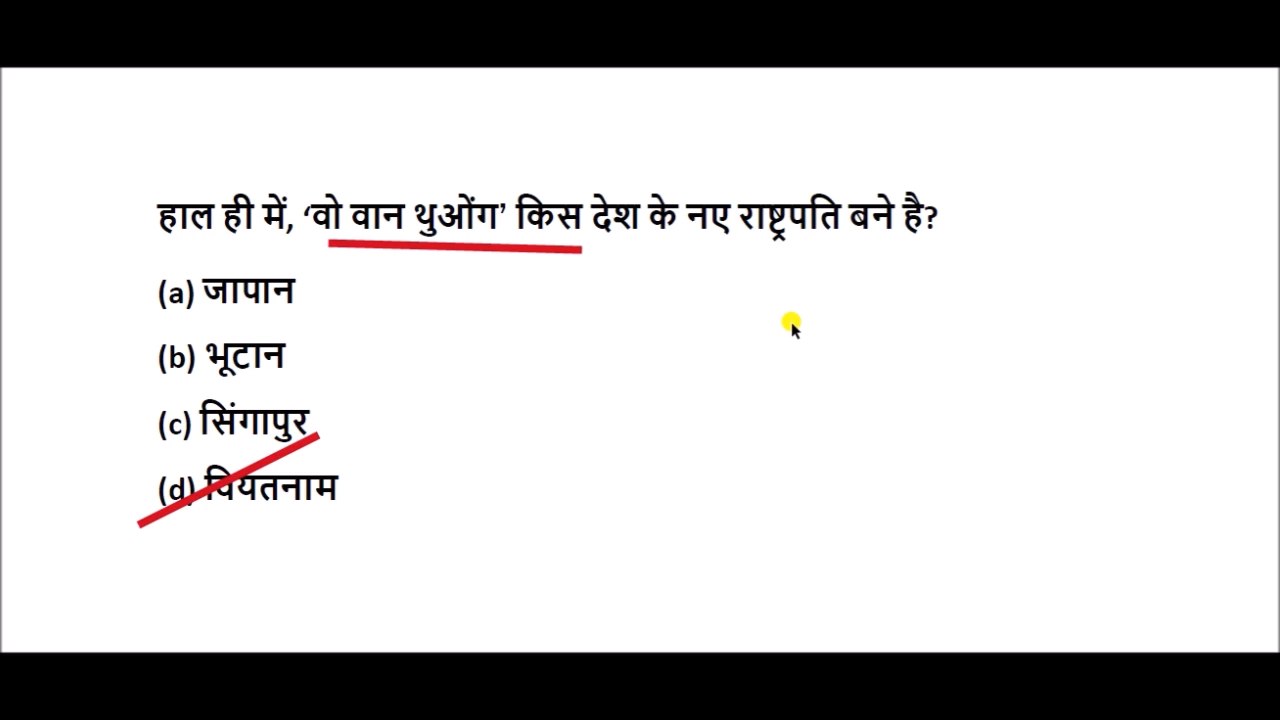 हाल ही में, ‘वो वान थुओंग’ किस देश के नए राष्ट्रपति बने है?
(a) जापान
(b) भूटान
(c) सिंगापुर
(d) वियतनाम